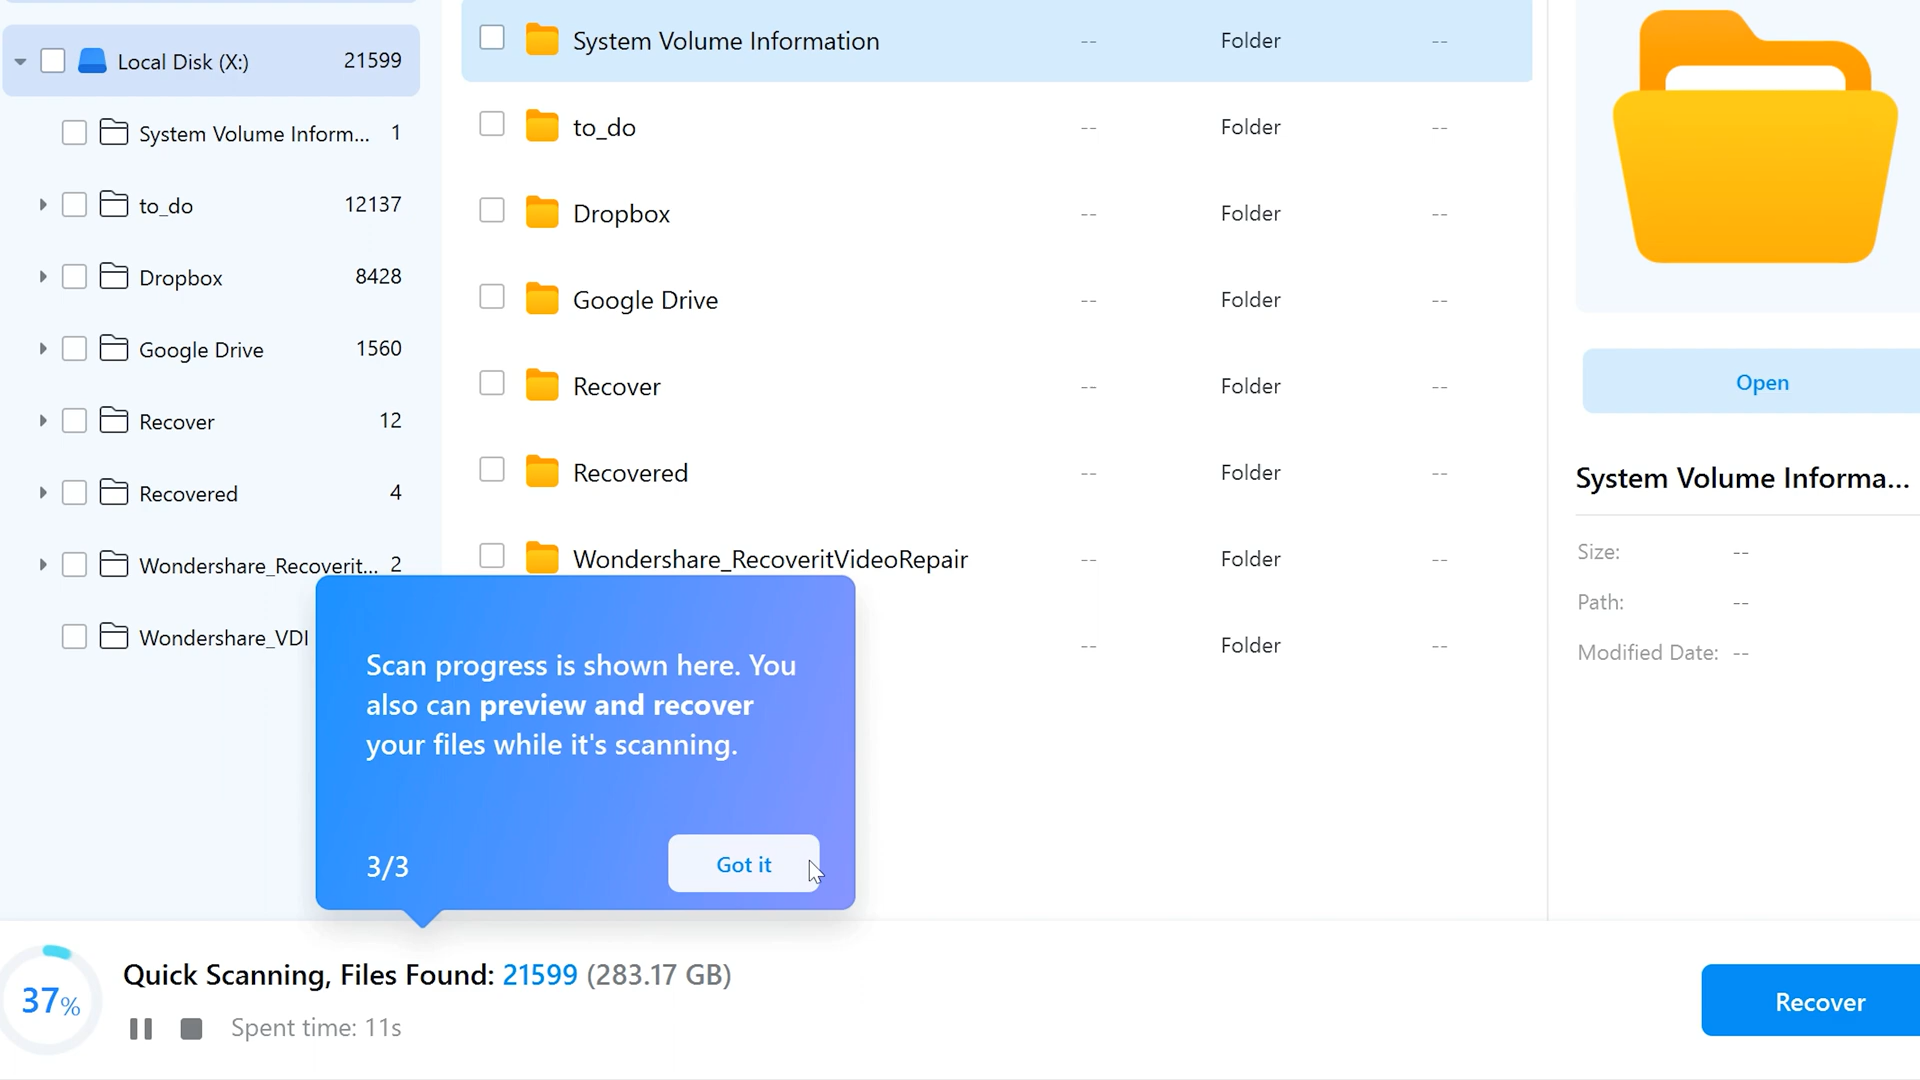 Local Disk (X:) 21599
System Volume Inform... 1
to_do 12137
Dropbox 8428
Google Drive 1560
Recover 12
Recovered 4
Wondershare_Recoverit... 2
Wondershare_VDI
System Volume Information -- Folder --
to_do -- Folder --
Dropbox -- Folder --
Google Drive -- Folder --
Recover -- Folder --
Recovered -- Folder --
Wondershare_RecoveritVideoRepair -- Folder --
-- Folder --
Scan progress is shown here. You
also can preview and recover
your files while it's scanning.
3/3 Got it
Open
System Volume Informa...
Size: --
Path: --
Modified Date: --
37%
Quick Scanning, Files Found: 21599 (283.17 GB)
Spent time: 11s
Recover